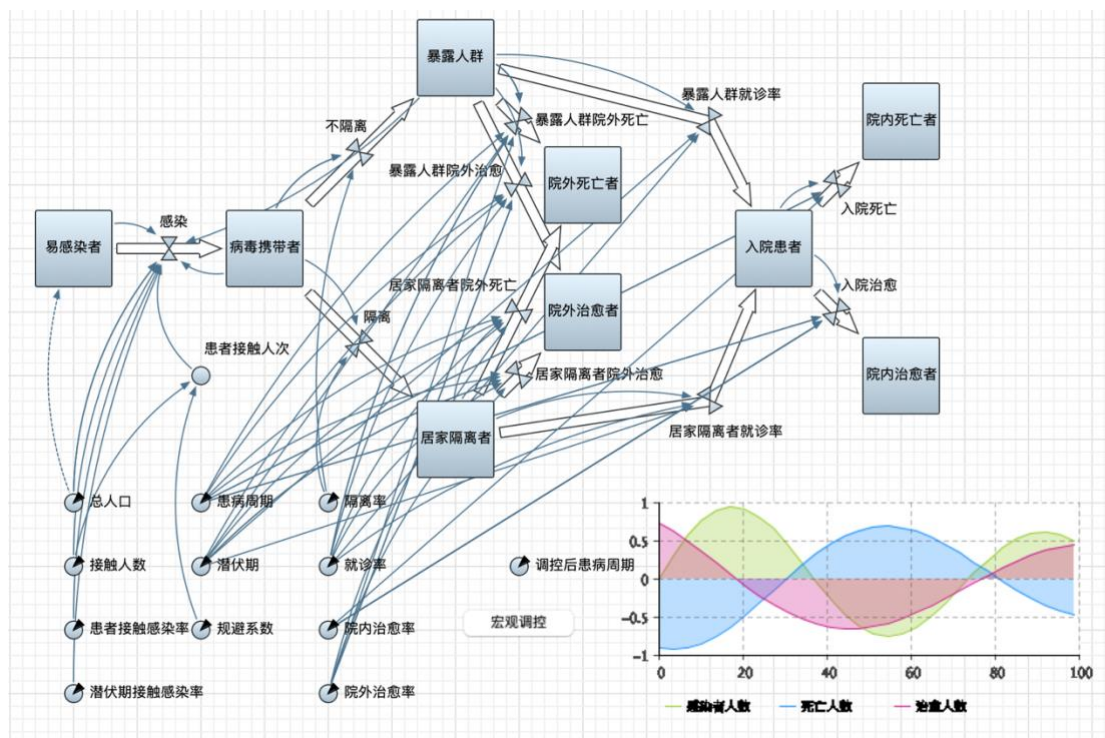 暴露人群
暴露人群就诊率
院内死亡者
不隔离
暴露人群院外死亡
暴露人群院外治愈
院外死亡者
入院死亡
感染
易感染者
病毒携带者
入院患者
居家隔离者院外死亡
入院治愈
院外治愈者
隔离
患者接触人次
居家隔离者院外治愈
院内治愈者
居家隔离者
居家隔离者就诊率
总人口
患病周期
隔离率
接触人数
潜伏期
就诊率
调控后患病周期
患者接触感染率
规避系数
院内治愈率
宏观调控
潜伏期接触感染率
院外治愈率
1
0.5
0
-0.5
-1
0 20 40 60 80 100
感染者人数 死亡人数 治愈人数